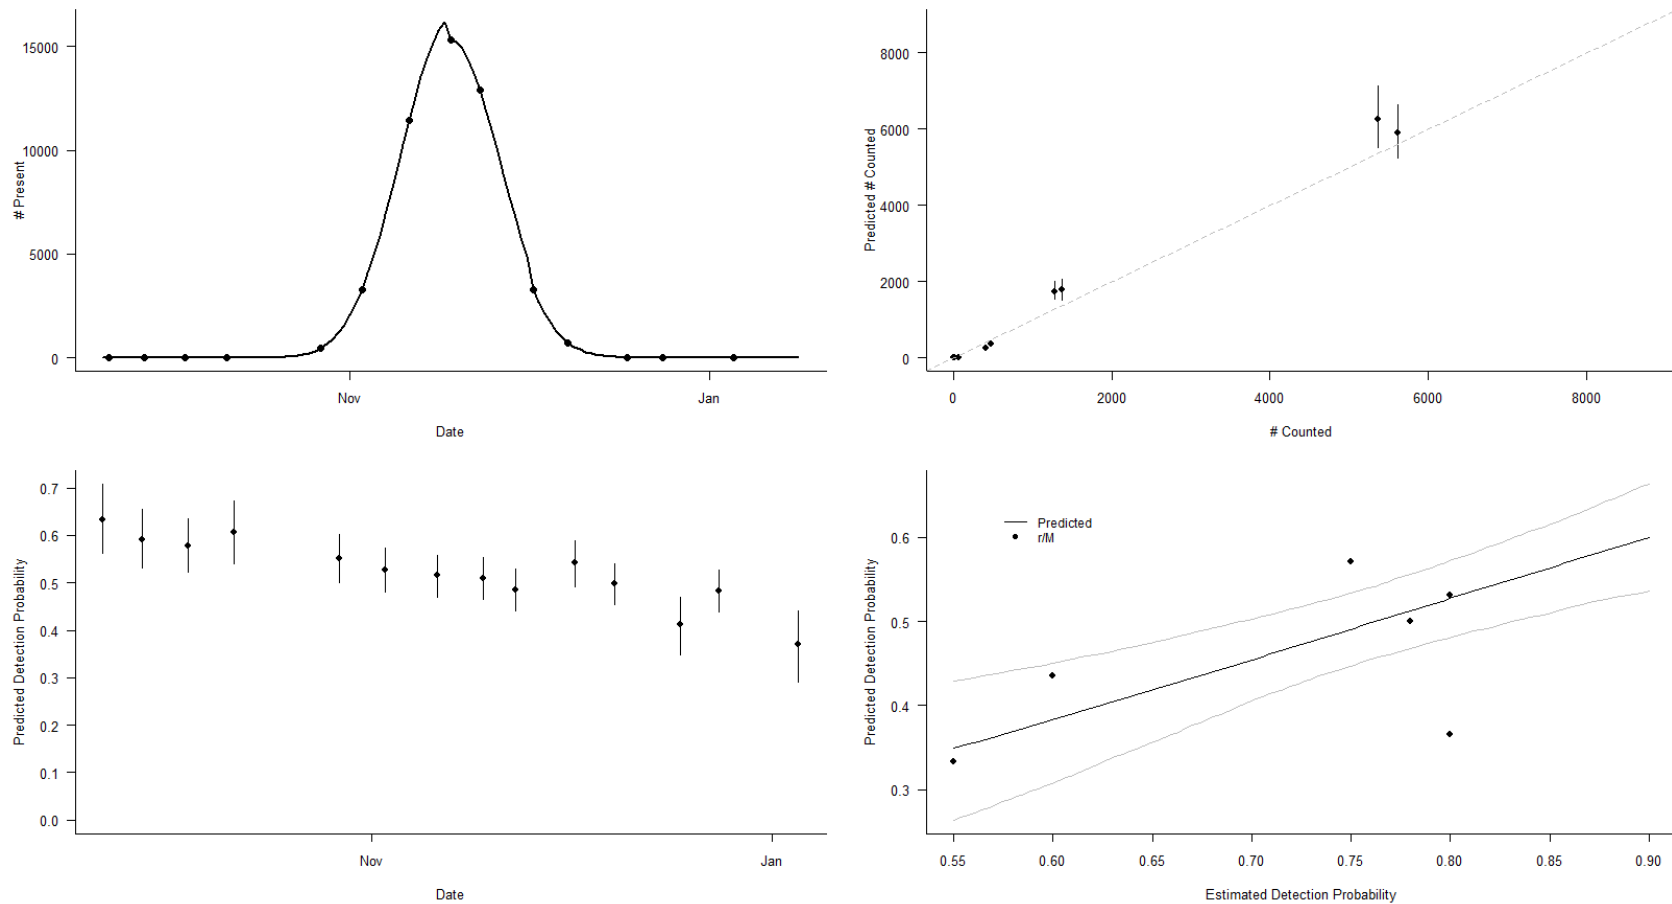 # Present
15000
10000
5000
0
Nov
Jan
Date
Predicted # Counted
8000
6000
4000
2000
0
0
2000
4000
6000
8000
# Counted
Predicted Detection Probability
0.7
0.6
0.5
0.4
0.3
0.2
0.1
0.0
Nov
Jan
Date
Predicted Detection Probability
0.6
0.5
0.4
0.3
Predicted
r/M
0.55
0.60
0.65
0.70
0.75
0.80
0.85
0.90
Estimated Detection Probability